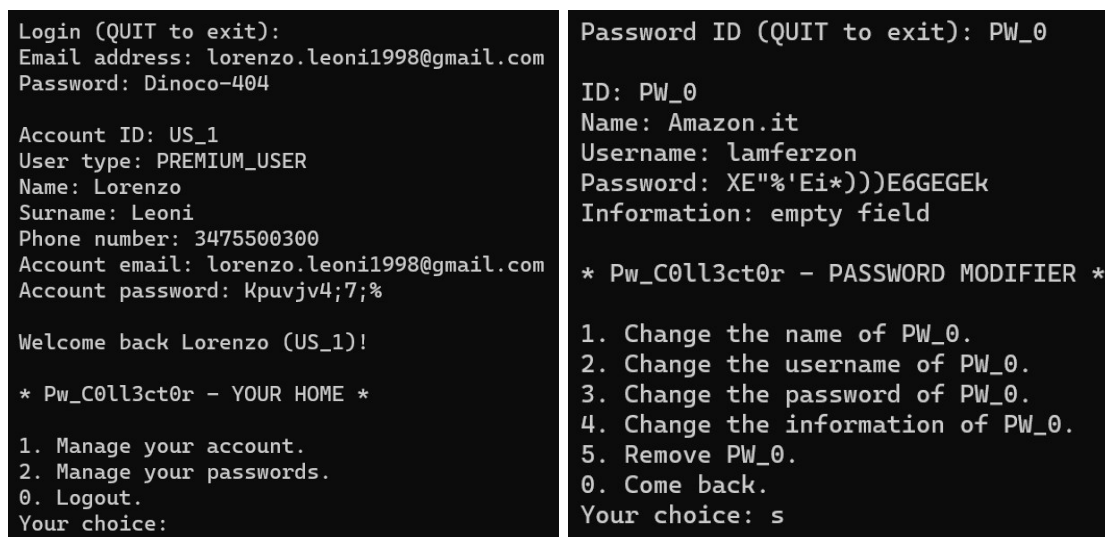 Login (QUIT to exit):
Email address: lorenzo.leoni1998@gmail.com
Password: Dinoco-404
Account ID: US_1
User type: PREMIUM_USER
Name: Lorenzo
Surname: Leoni
Phone number: 3475500300
Account email: lorenzo.leoni1998@gmail.com
Account password: Kpuvjv4;7;%
Welcome back Lorenzo (US_1)!
* Pw_C0ll3ct0r - YOUR HOME *
1. Manage your account.
2. Manage your passwords.
0. Logout.
Your choice:
Password ID (QUIT to exit): PW_0
ID: PW_0
Name: Amazon.it
Username: lamferzon
Password: XE"%'Ei*)))E6GEGEk
Information: empty field
* Pw_C0ll3ct0r - PASSWORD MODIFIER *
1. Change the name of PW_0.
2. Change the username of PW_0.
3. Change the password of PW_0.
4. Change the information of PW_0.
5. Remove PW_0.
0. Come back.
Your choice: s